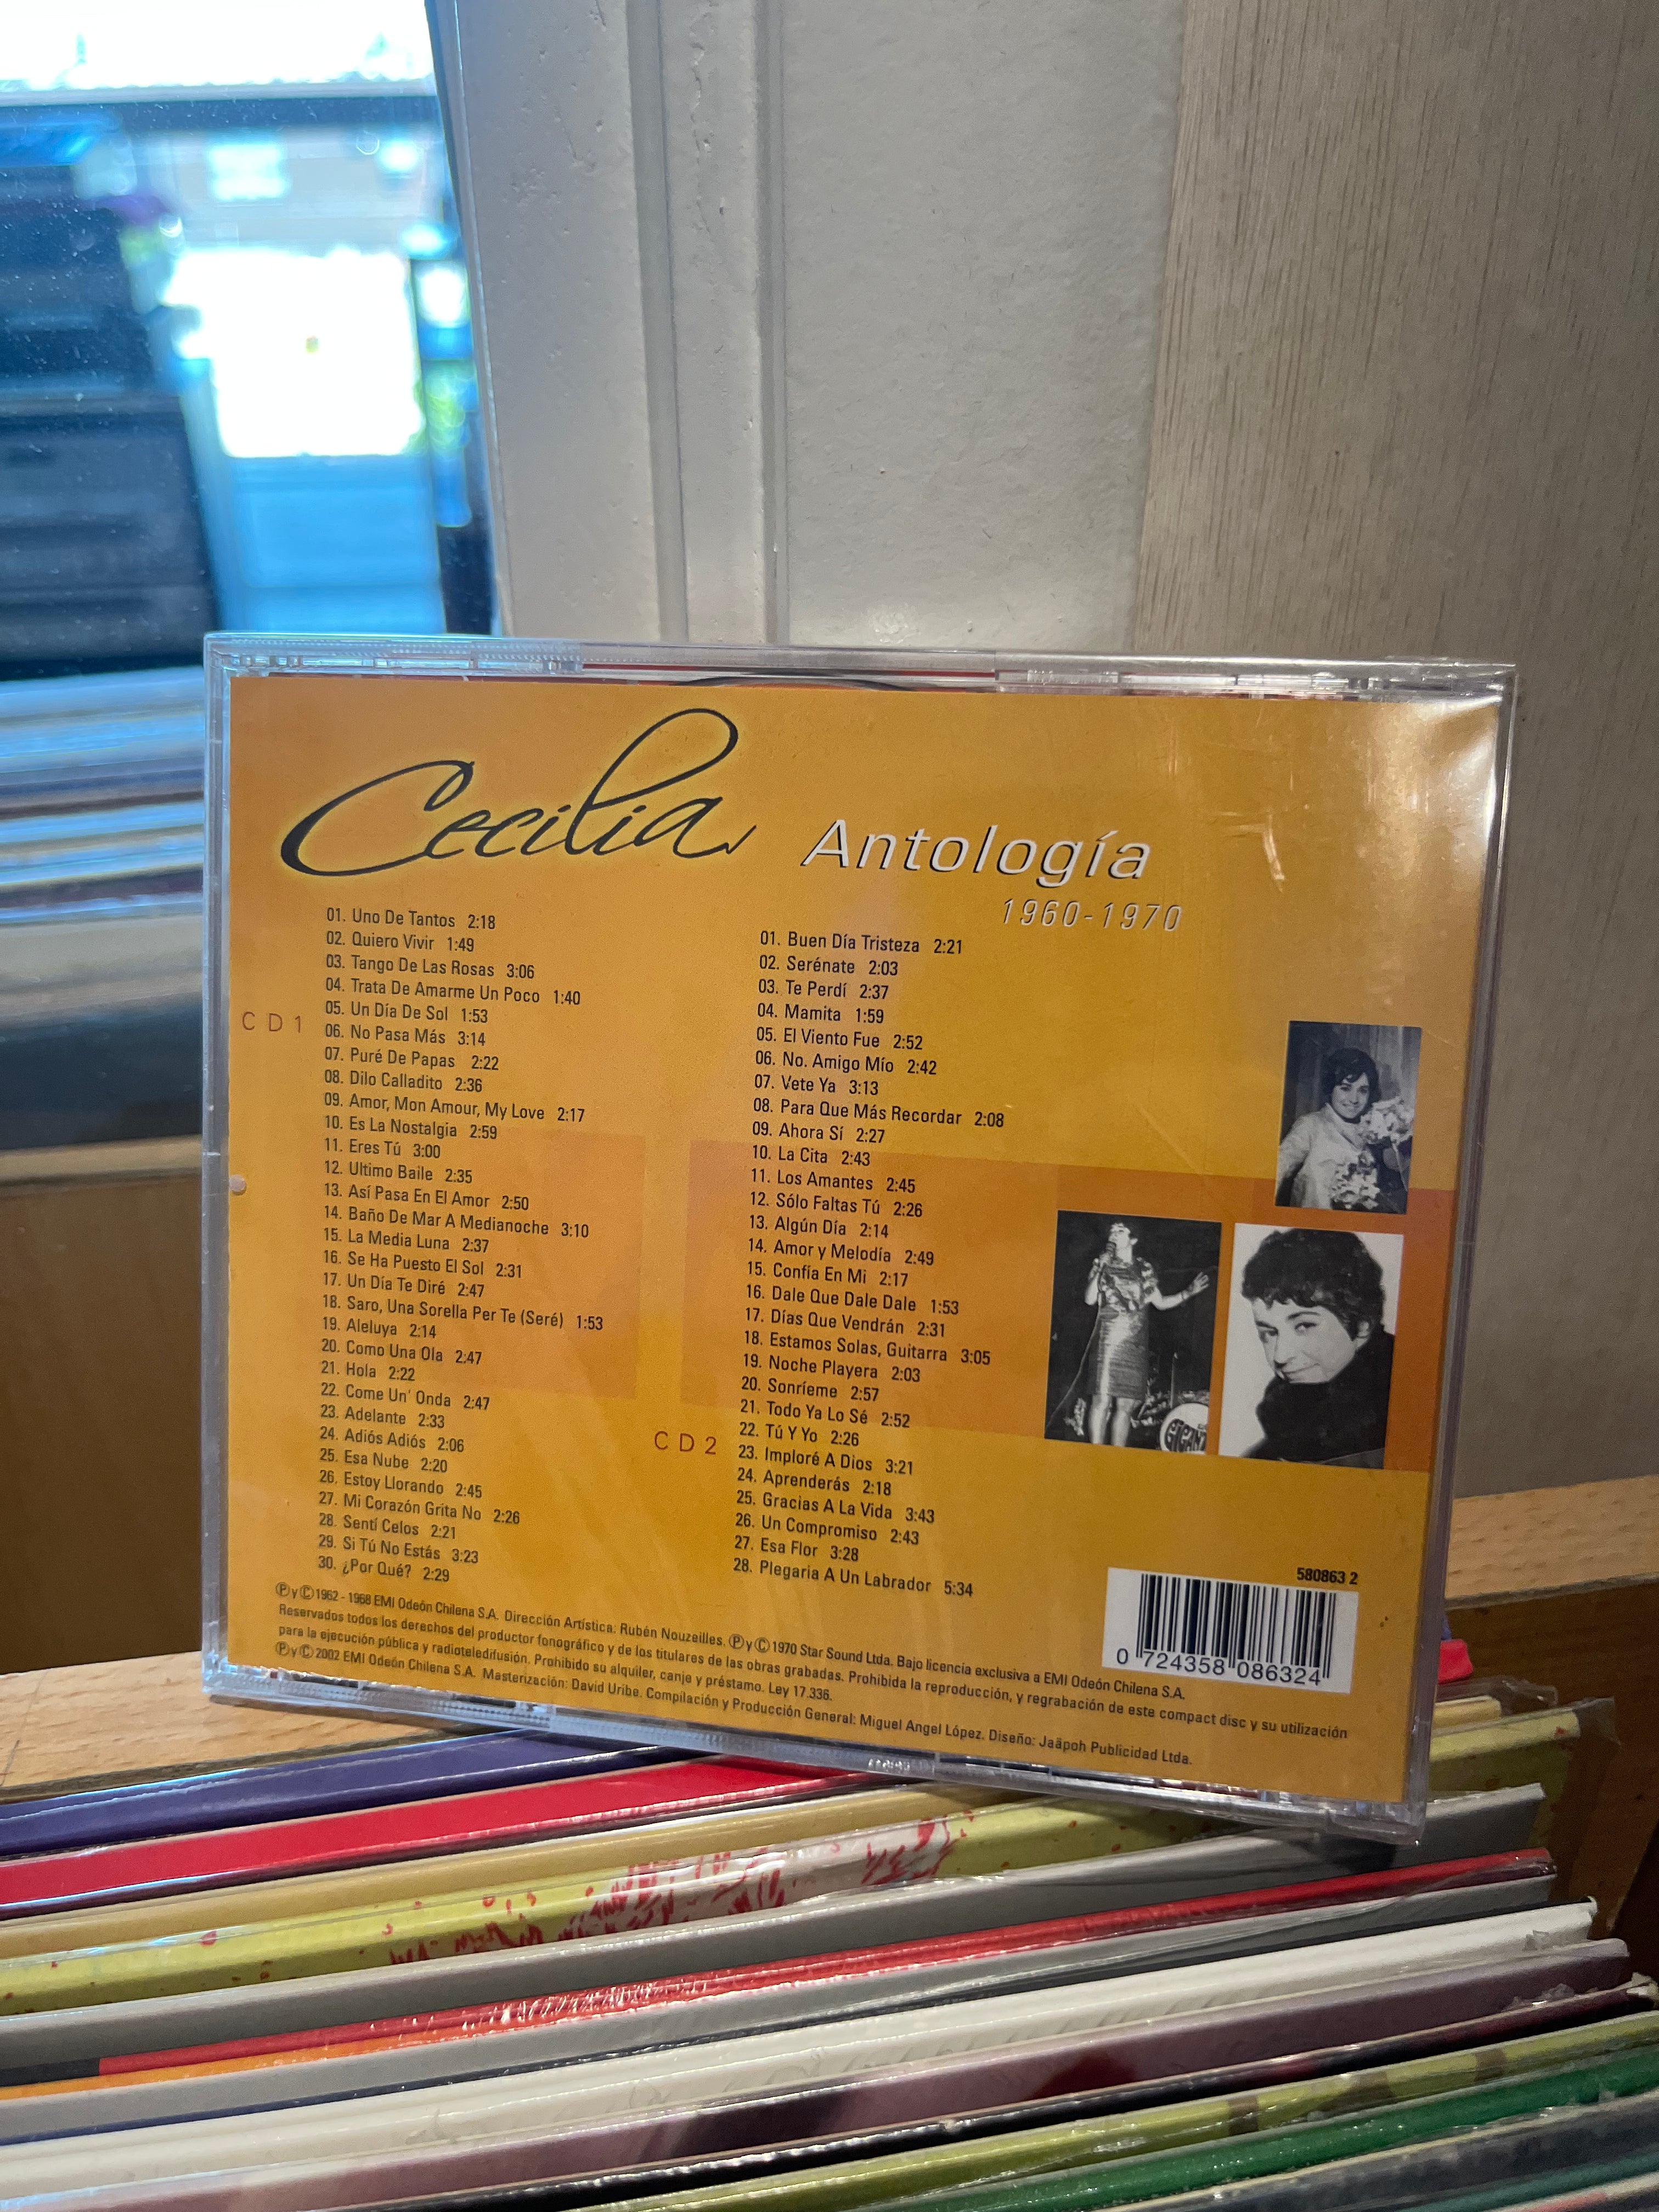 Cecilia Antología
1960-1970
CD1
01. Uno De Tantos 2:18
02. Quiero Vivir 1:49
03. Tango De Las Rosas 3:06
04. Trata De Amarme Un Poco 1:40
05. Un Día De Sol 1:53
06. No Pasa Más 3:14
07. Puré De Papas 2:22
08. Dilo Calladito 2:36
09. Amor, Mon Amour, My Love 2:17
10. Es La Nostalgia 2:59
11. Eres Tú 3:00
12. Ultimo Baile 2:35
13. Así Pasa En El Amor 2:50
14. Baño De Mar A Medianoche 3:10
15. La Media Luna 2:37
16. Se Ha Puesto El Sol 2:31
17. Un Día Te Diré 2:47
18. Saro, Una Sorella Per Te (Seré) 1:53
19. Aleluya 2:14
20. Como Una Ola 2:47
21. Hola 2:22
22. Come Un' Onda 2:47
23. Adelante 2:33
24. Adiós Adiós 2:06
25. Esa Nube 2:20
26. Estoy Llorando 2:45
27. Mi Corazón Grita No 2:26
28. Sentí Celos 2:21
29. Si Tú No Estás 3:23
30. ¿Por Qué? 2:29
CD2
01. Buen Día Tristeza 2:21
02. Serénate 2:03
03. Te Perdí 2:37
04. Mamita 1:59
05. El Viento Fue 2:52
06. No. Amigo Mío 2:42
07. Vete Ya 3:13
08. Para Que Más Recordar 2:08
09. Ahora Sí 2:27
10. La Cita 2:43
11. Los Amantes 2:45
12. Sólo Faltas Tú 2:26
13. Algún Día 2:14
14. Amor y Melodía 2:49
15. Confía En Mi 2:17
16. Dale Que Dale Dale 1:53
17. Días Que Vendrán 2:31
18. Estamos Solas, Guitarra 3:05
19. Noche Playera 2:03
20. Sonríeme 2:57
21. Todo Ya Lo Sé 2:52
22. Tú Y Yo 2:26
23. Imploré A Dios 3:21
24. Aprenderás 2:18
25. Gracias A La Vida 3:43
26. Un Compromiso 2:43
27. Esa Flor 3:28
28. Plegaria A Un Labrador 5:34
GIGANT
580863 2
0 724358 086324
Ⓟ y Ⓒ 1962 - 1968 EMI Odeón Chilena S.A. Dirección Artística: Rubén Nouzeilles. Ⓟ y Ⓒ 1970 Star Sound Ltda. Bajo licencia exclusiva a EMI Odeón Chilena S.A.
Reservados todos los derechos del productor fonográfico y de los titulares de las obras grabadas. Prohibida la reproducción, y regrabación de este compact disc y su utilización
para la ejecución pública y radioteledifusión. Prohibido su alquiler, canje y préstamo. Ley 17.336.
Ⓟ y Ⓒ 2002 EMI Odeón Chilena S.A. Masterización: David Uribe. Compilación y Producción General: Miguel Angel López. Diseño: Jaäpoh Publicidad Ltda.